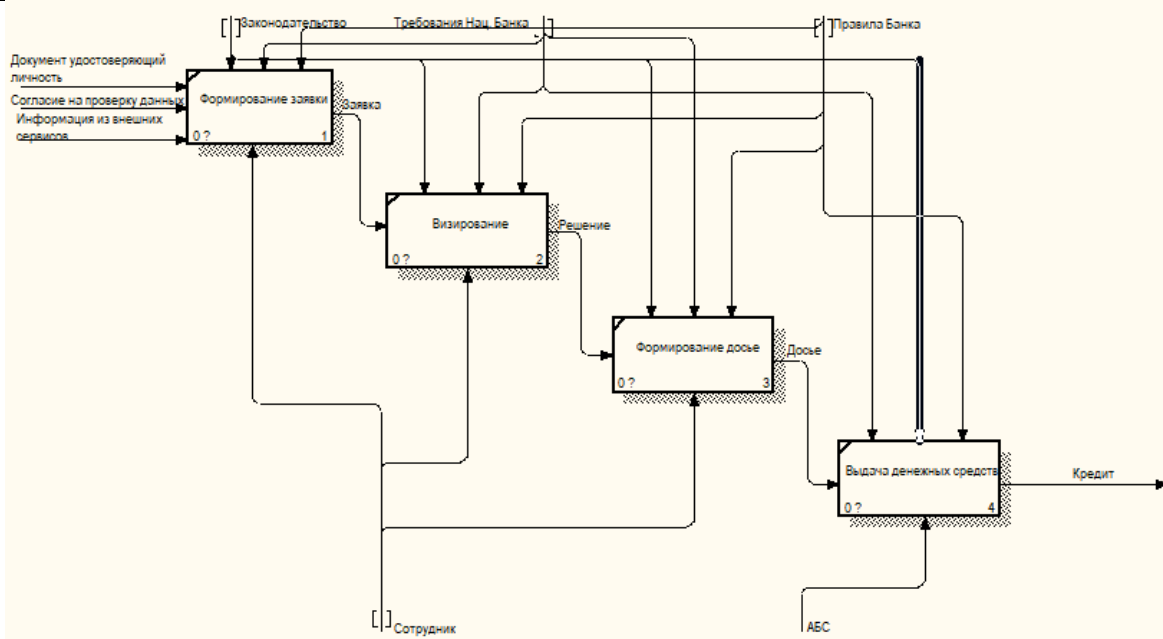 Законодательство
Требования Нац. Банка
Правила Банка
Документ удостоверяющий
личность
Согласие на проверку данных
Информация из внешних
сервисов
Формирование заявки
0 ?
1
Заявка
Визирование
0 ?
2
Решение
Формирование досье
0 ?
3
Досье
Выдача денежных средств
0 ?
4
Кредит
Сотрудник
АБС